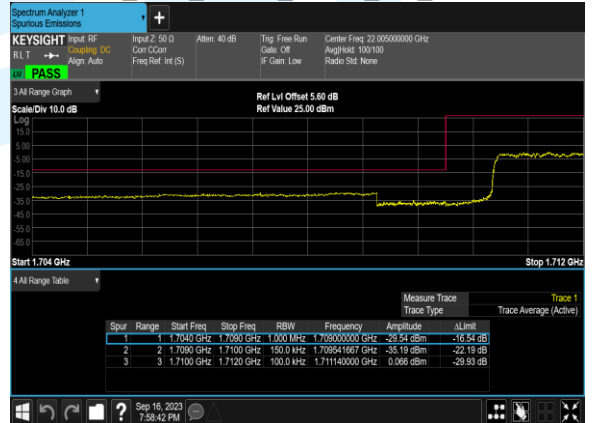 Spectrum Analyzer 1
Spurious Emissions
+
KEYSIGHT Input: RF Input Z: 50 Ω Atten: 40 dB Trig: Free Run Center Freq: 22.005000000 GHz
Coupling: DC Corr CCorr Gate: Off Avg|Hold: 100/100
RLT Align: Auto Freq Ref: Int (S) IF Gain: Low Radio Std: None
PASS
3 All Range Graph
Ref Lvl Offset 5.60 dB
Scale/Div 10.0 dB Ref Value 25.00 dBm
Log
15.0
5.00
-5.00
-15.0
-25.0
-35.0
-45.0
-55.0
-65.0
Start 1.704 GHz Stop 1.712 GHz
4 All Range Table
Measure Trace Trace 1
Trace Type Trace Average (Active)
Spur Range Start Freq Stop Freq RBW Frequency Amplitude ΔLimit
1 1 1.7040 GHz 1.7090 GHz 1.000 MHz 1.709000000 GHz -29.54 dBm -16.54 dB
2 2 1.7090 GHz 1.7100 GHz 150.0 kHz 1.709541667 GHz -35.19 dBm -22.19 dB
3 3 1.7100 GHz 1.7120 GHz 100.0 kHz 1.711140000 GHz 0.066 dBm -29.93 dB
? Sep 16, 2023
7:58:42 PM